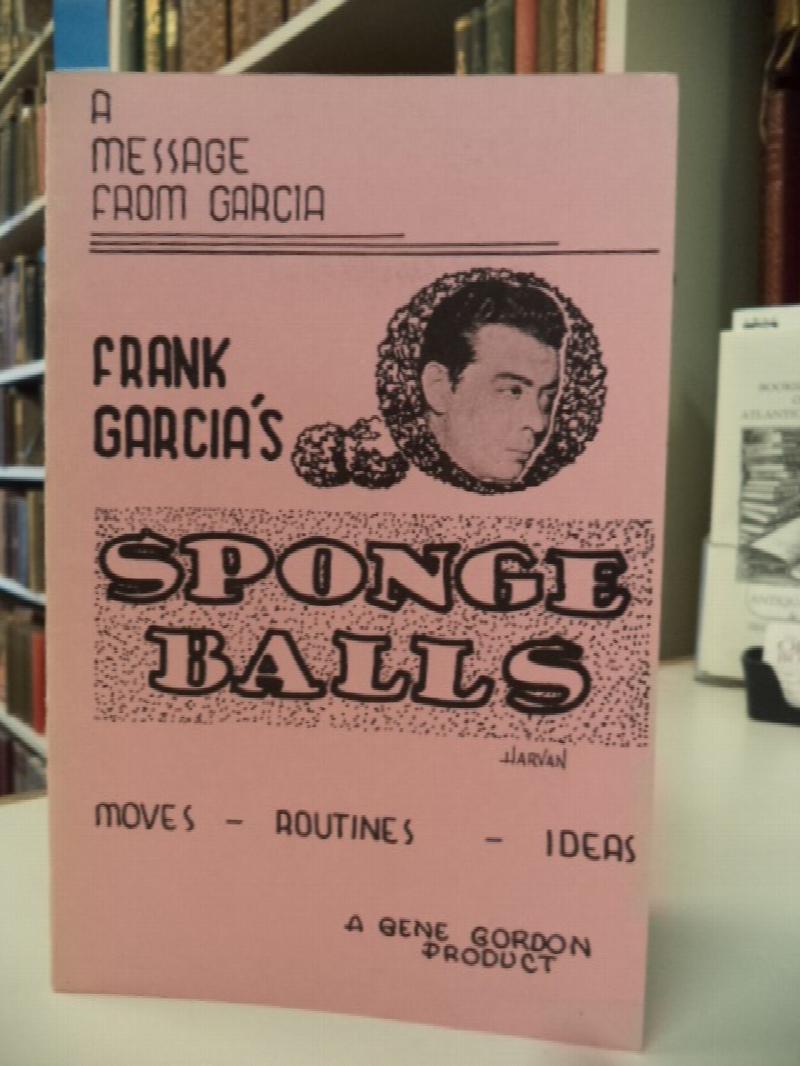 A
MESSAGE
FROM GARCIA
FRANK
GARCIA'S
SPONGE
BALLS
HARVAN
MOVES – ROUTINES – IDEAS
A GENE GORDON
PRODUCT